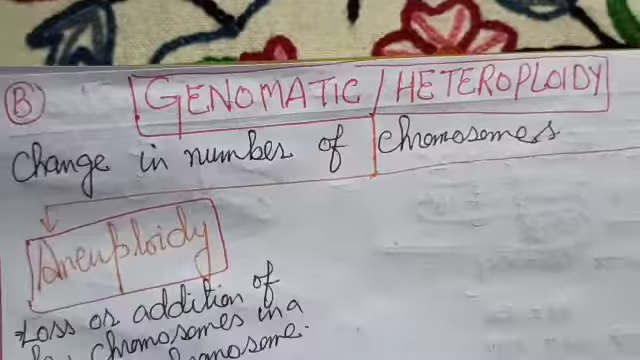 B
GENOMATIC / HETEROPLOIDY
Change in number of chromosomes
Aneuploidy
Loss or addition of
chromosomes in a